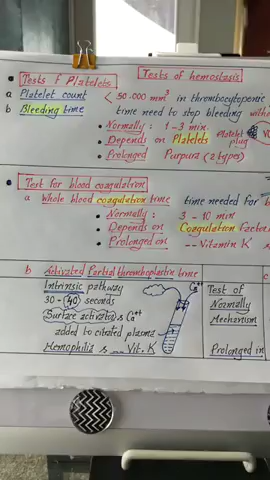 Tests of hemostasis
• Tests f Platelets
a Platelet count < 50.000 mm³ in thrombocytopenic
b Bleeding time time need to stop bleeding
• Normally: 1-3 min.
• Depends on Platelets
• Prolonged Purpura (2 types)
Platelet plug
• Test for blood coagulation
a Whole blood coagulation time time needed for
• Normally: 3-10 min
• Depends on Coagulation factor
• Prolonged in -- Vitamin K
b Activated Partial thromboplastin time
Intrinsic pathway
30 - 40 seconds
Surface activator & Ca⁺⁺
added to citrated plasma
Hemophilia & -- Vit. K
Ca⁺⁺
Test of
Normally
Mechanism
Prolonged in
c